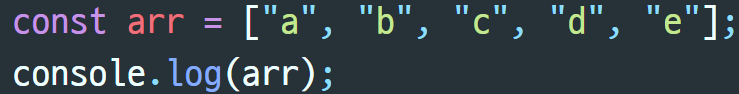 const arr = ["a", "b", "c", "d", "e"];
console.log(arr);